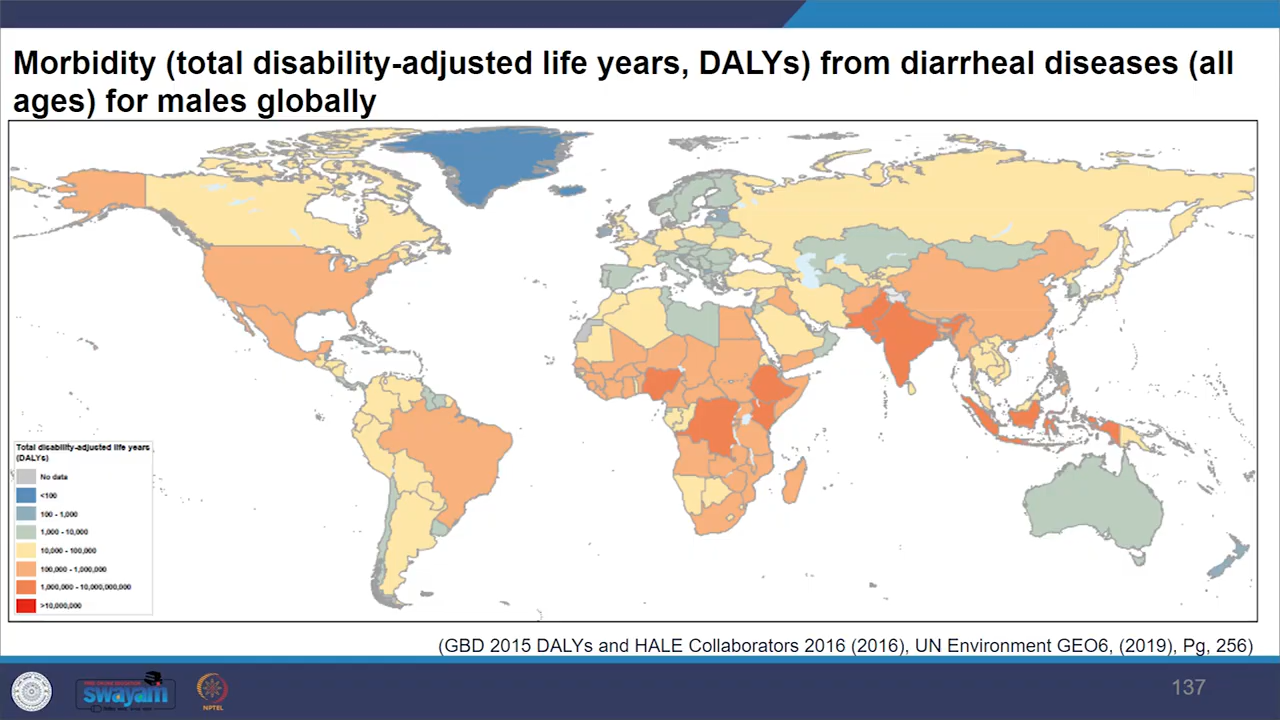 Morbidity (total disability-adjusted life years, DALYs) from diarrheal diseases (all
ages) for males globally
Total disability-adjusted life years
(DALYs)
No data
<100
100 - 1,000
1,000 - 10,000
10,000 - 100,000
100,000 - 1,000,000
1,000,000 - 10,000,000,000
>10,000,000
(GBD 2015 DALYs and HALE Collaborators 2016 (2016), UN Environment GEO6, (2019), Pg, 256)
swayam
NPTEL
137